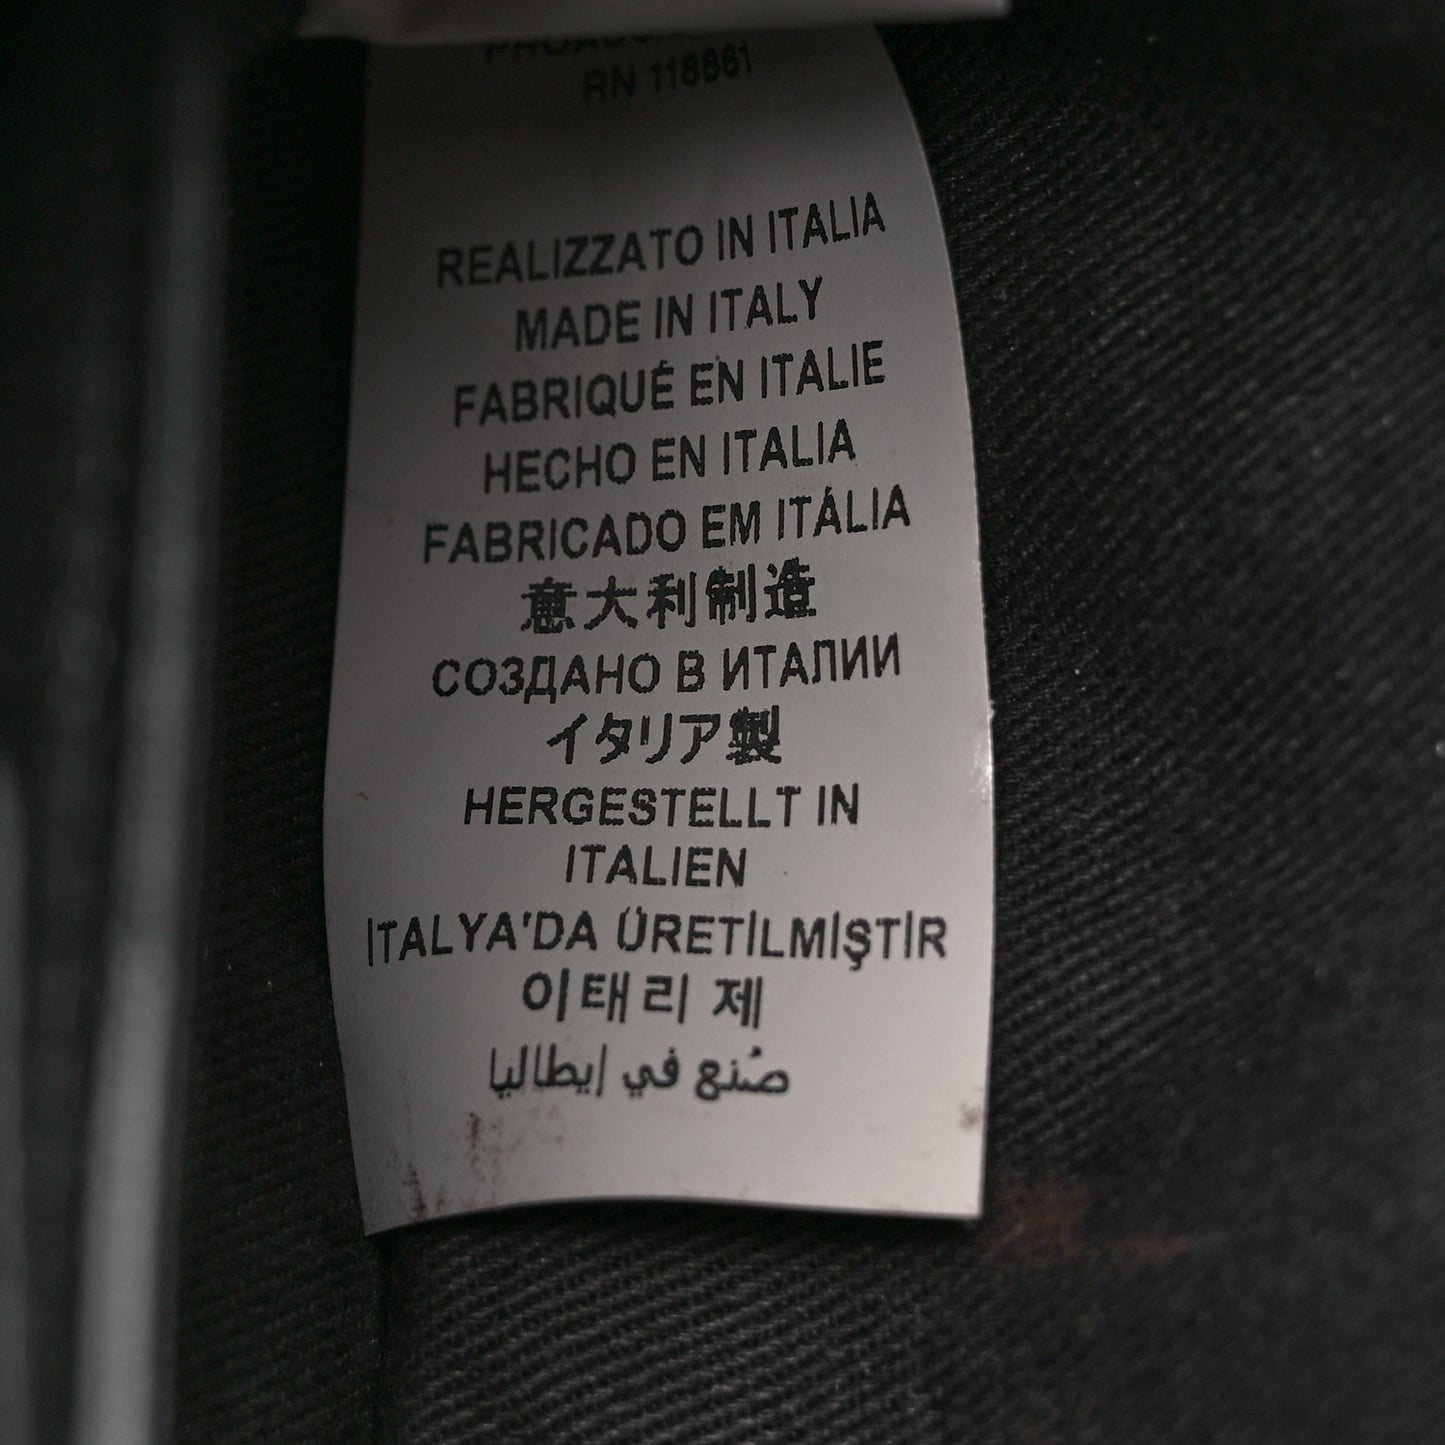 RN 118861
REALIZZATO IN ITALIA
MADE IN ITALY
FABRIQUÉ EN ITALIE
HECHO EN ITALIA
FABRICADO EM ITÁLIA
意大利制造
СОЗДАНО В ИТАЛИИ
イタリア製
HERGESTELLT IN
ITALIEN
İTALYA'DA ÜRETİLMİŞTİR
이태리 제
صُنع في إيطاليا